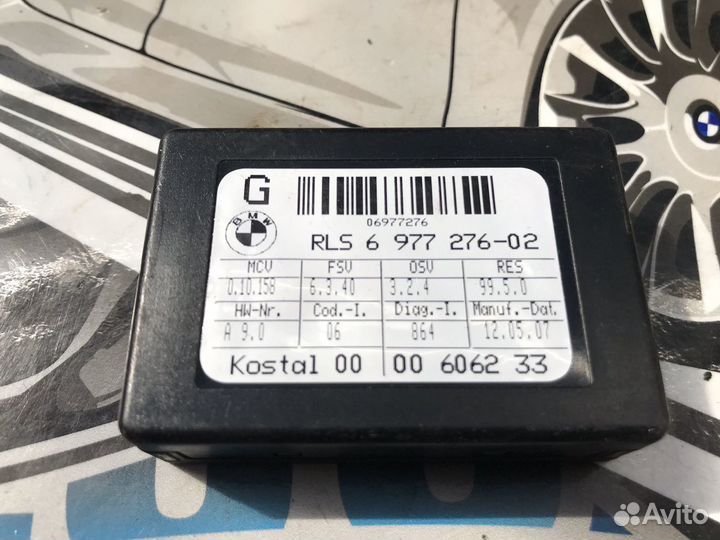 G
06977276
BMW
RLS 6 977 276-02
MCV FSV OSV RES
0.10.158 6.3.40 3.2.4 99.5.0
HW-Nr. Cod.-I. Diag.-I. Manuf.-Dat.
A 9.0 06 864 12.05.07
Kostal 00 00 6062 33
Avito